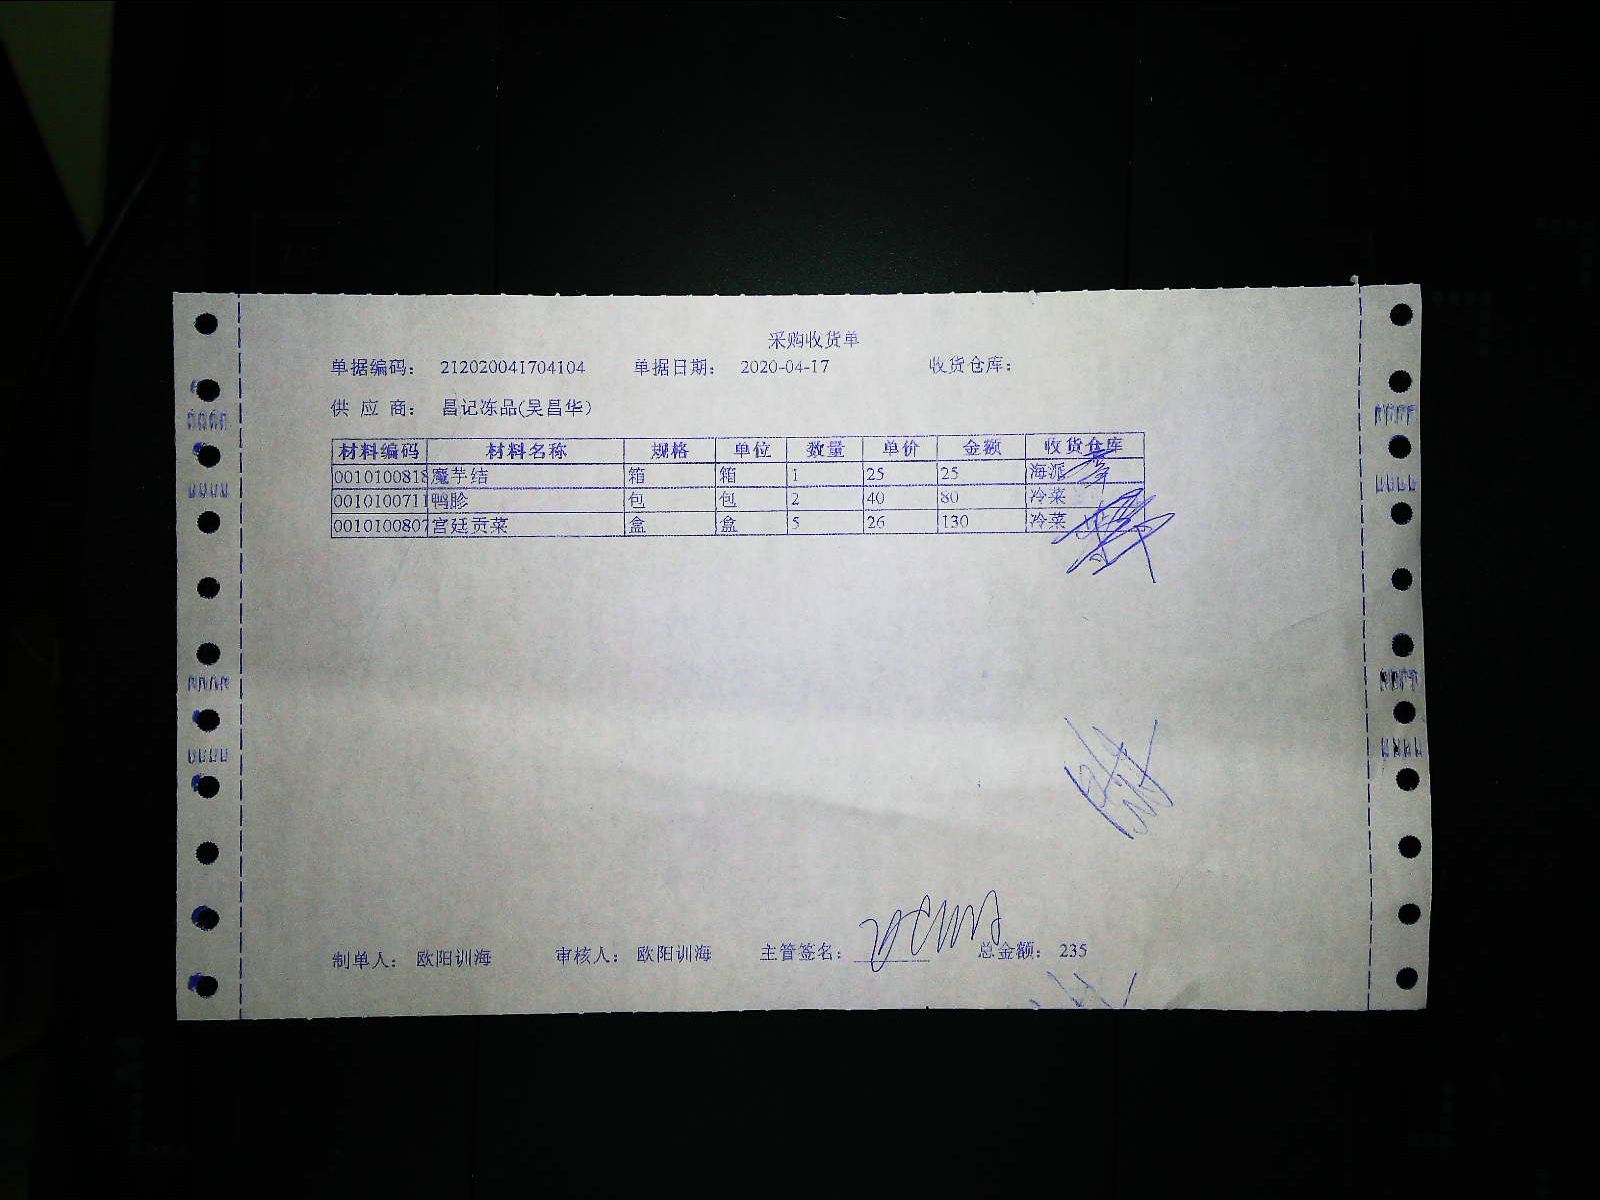 采购收货单
单据编码： 212020041704104 单据日期： 2020-04-17 收货仓库：
供 应 商： 昌记冻品(吴昌华)
材料编码 材料名称 规格 单位 数量 单价 金额 收货仓库
0010100818 魔芋结 箱 箱 1 25 25 海派
0010100711 鸭胗 包 包 2 40 80 冷菜
0010100807 宫廷贡菜 盒 盒 5 26 130 冷菜
制单人： 欧阳训海 审核人： 欧阳训海 主管签名： 总金额： 235